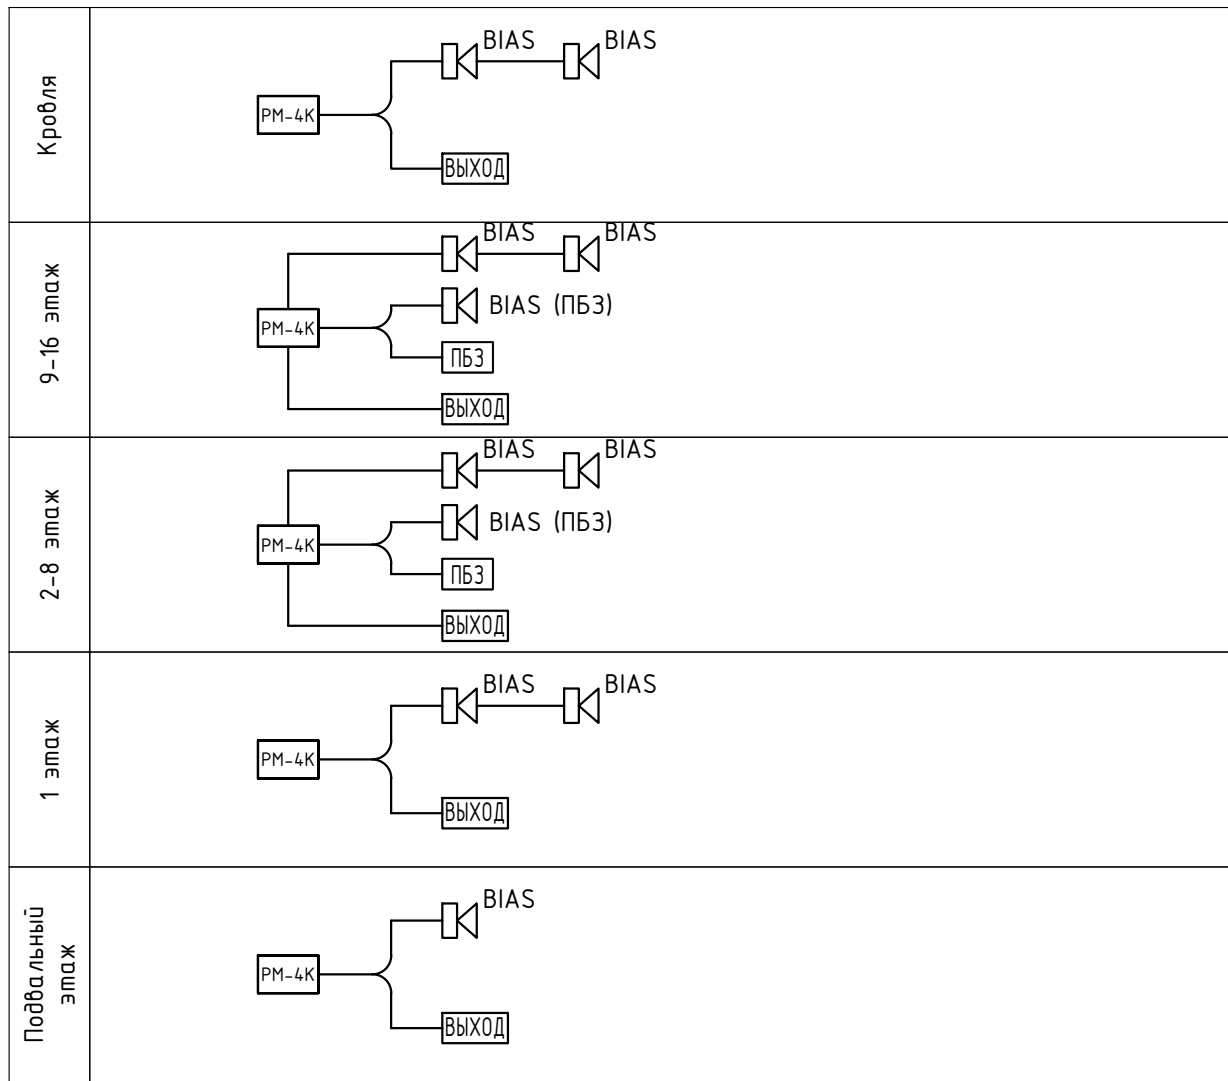 Кровля
BIAS
BIAS
РМ-4К
ВЫХОД
9-16 этаж
BIAS
BIAS
BIAS (ПБЗ)
РМ-4К
ПБЗ
ВЫХОД
2-8 этаж
BIAS
BIAS
BIAS (ПБЗ)
РМ-4К
ПБЗ
ВЫХОД
1 этаж
BIAS
BIAS
РМ-4К
ВЫХОД
Подвальный
этаж
BIAS
РМ-4К
ВЫХОД